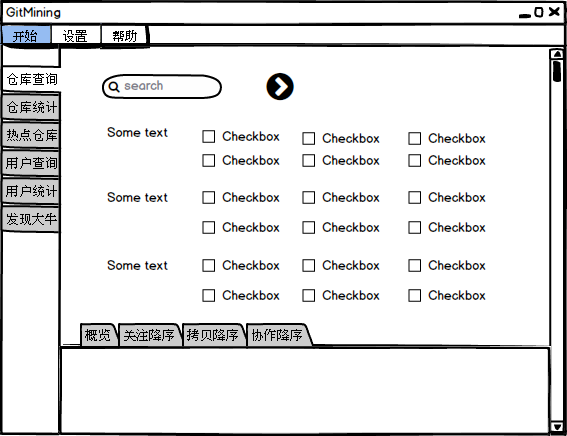 GitMining
开始 设置 帮助
仓库查询
仓库统计
热点仓库
用户查询
用户统计
发现大牛
search
Some text Checkbox Checkbox Checkbox
Checkbox Checkbox Checkbox
Some text Checkbox Checkbox Checkbox
Checkbox Checkbox Checkbox
Some text Checkbox Checkbox Checkbox
Checkbox Checkbox Checkbox
概览 关注降序 拷贝降序 协作降序